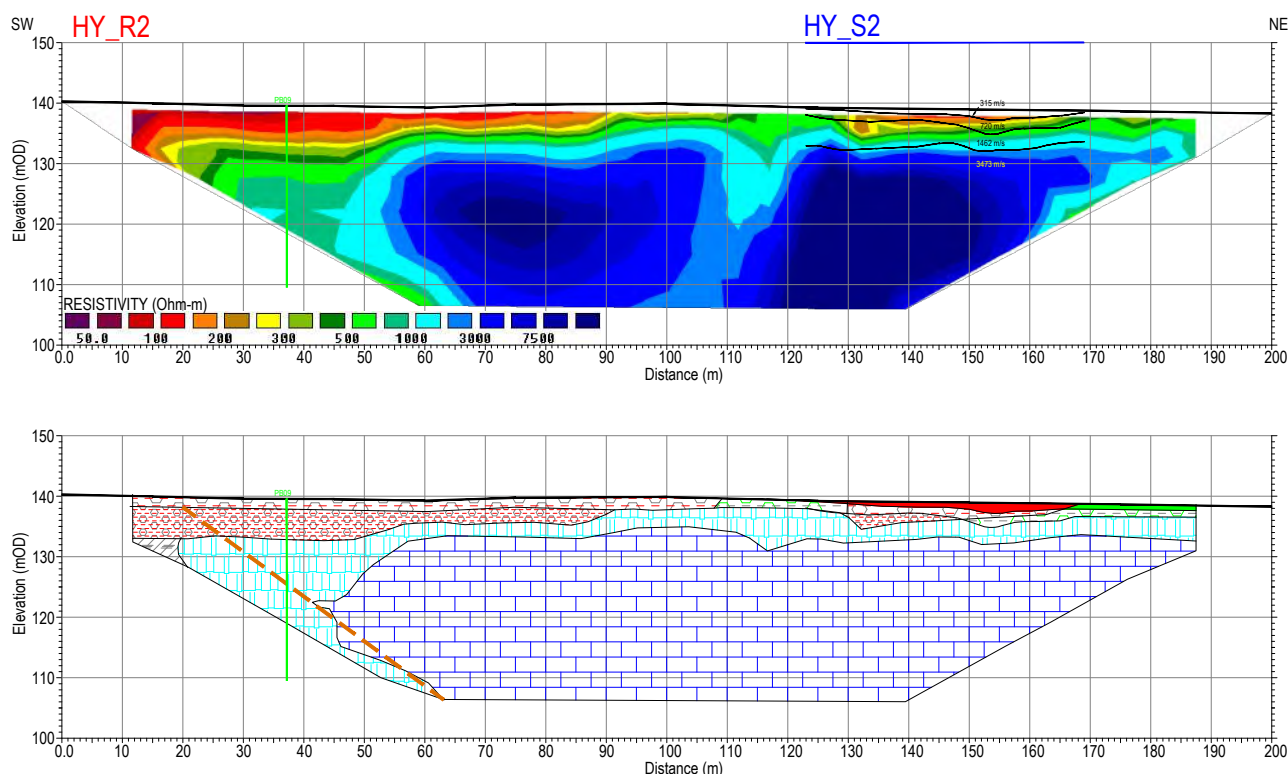 SW HY_R2 HY_S2 NE
150
140
130
120
110
100
Elevation (mOD)
PB09
315 m/s
720 m/s
1462 m/s
3473 m/s
RESISTIVITY (Ohm-m)
50.0 100 200 300 500 1000 3000 7500
0.0 10 20 30 40 50 60 70 80 90 100 110 120 130 140 150 160 170 180 190 200
Distance (m)
150
140
130
120
110
100
Elevation (mOD)
PB09
0.0 10 20 30 40 50 60 70 80 90 100 110 120 130 140 150 160 170 180 190 200
Distance (m)